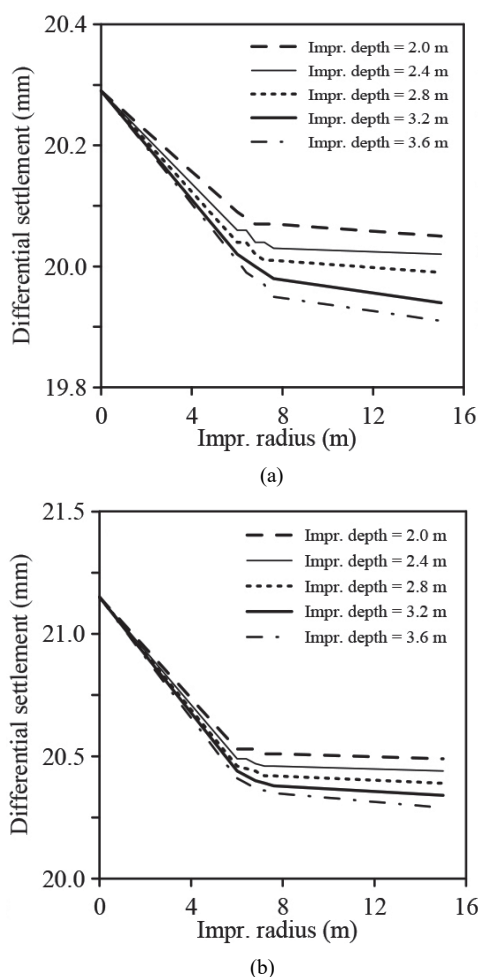 20.4
Impr. depth = 2.0 m
Impr. depth = 2.4 m
Impr. depth = 2.8 m
Impr. depth = 3.2 m
Impr. depth = 3.6 m
20.2
20.0
19.8
Differential settlement (mm)
0 4 8 12 16
Impr. radius (m)
(a)
21.5
Impr. depth = 2.0 m
Impr. depth = 2.4 m
Impr. depth = 2.8 m
Impr. depth = 3.2 m
Impr. depth = 3.6 m
21.0
20.5
20.0
Differential settlement (mm)
0 4 8 12 16
Impr. radius (m)
(b)